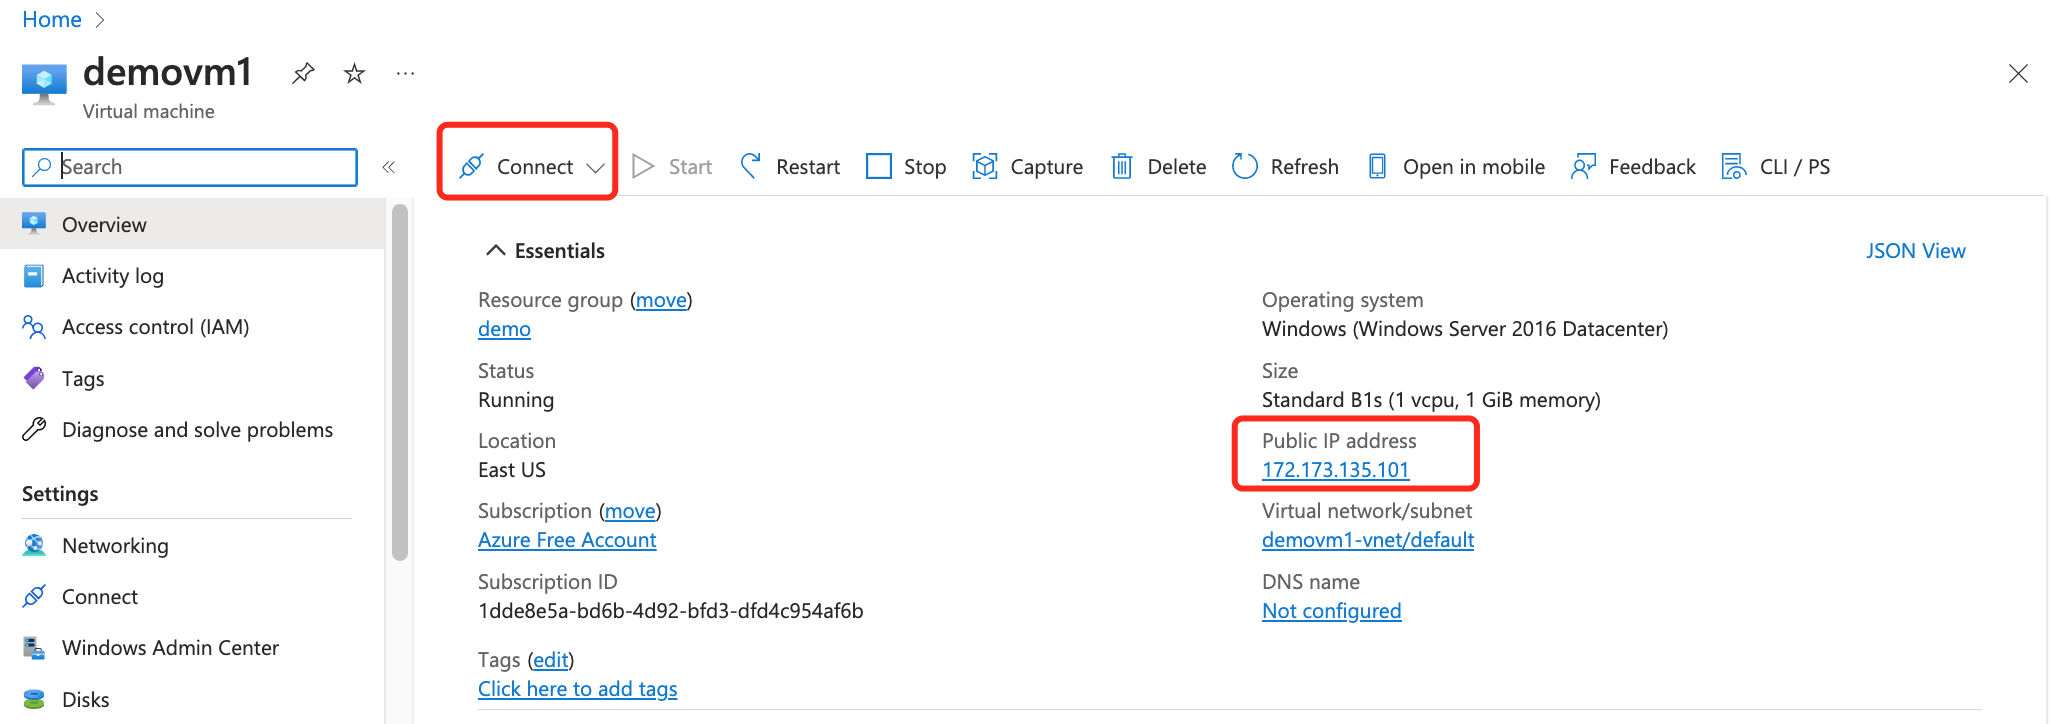 Home
demovm1
Virtual machine
Search
Connect Start Restart Stop Capture Delete Refresh Open in mobile Feedback CLI / PS
Overview
Activity log
Access control (IAM)
Tags
Diagnose and solve problems
Settings
Networking
Connect
Windows Admin Center
Disks
Essentials
JSON View
Resource group (move)
demo
Status
Running
Location
East US
Subscription (move)
Azure Free Account
Subscription ID
1dde8e5a-bd6b-4d92-bfd3-dfd4c954af6b
Tags (edit)
Click here to add tags
Operating system
Windows (Windows Server 2016 Datacenter)
Size
Standard B1s (1 vcpu, 1 GiB memory)
Public IP address
172.173.135.101
Virtual network/subnet
demovm1-vnet/default
DNS name
Not configured